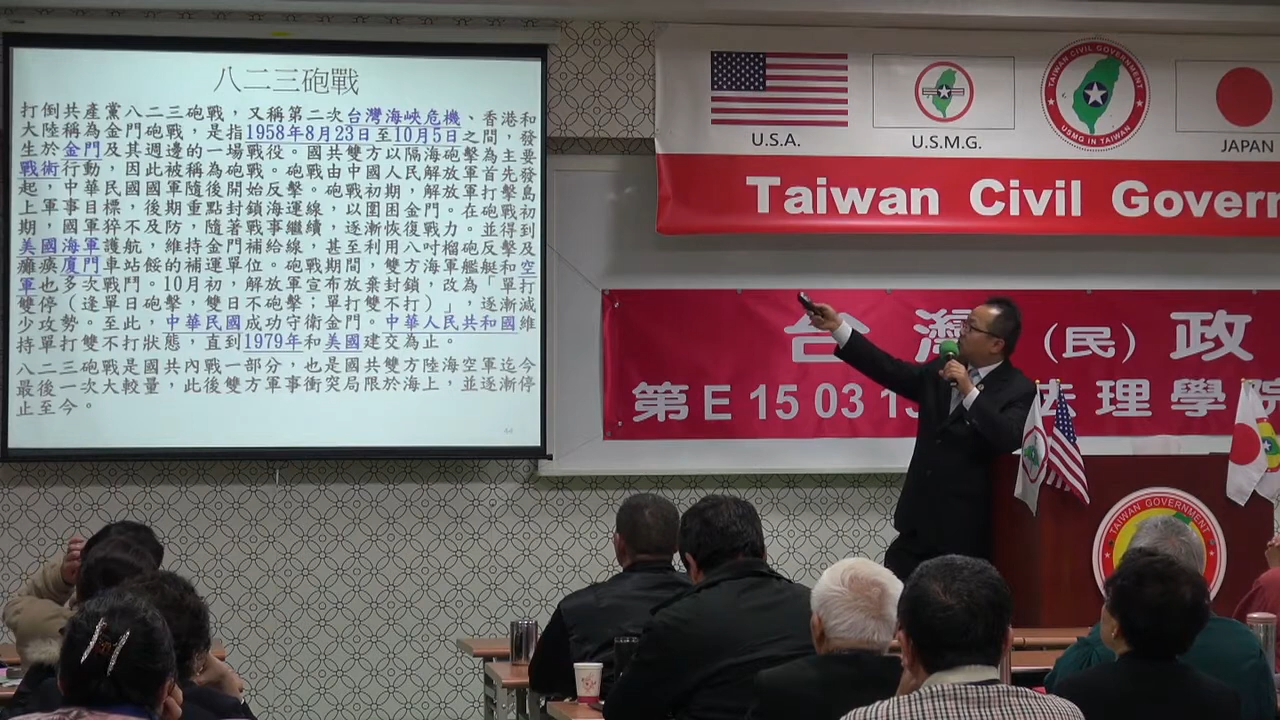 八二三砲戰
打倒共產黨八二三砲戰，又稱第二次台灣海峽危機、香港和
大陸稱為金門砲戰，是指1958年8月23日至10月5日之間，發
生於金門及其週邊的一場戰役。國共雙方以隔海砲擊為主要
戰術行動，因此被稱為砲戰。砲戰由中國人民解放軍首先發
起，中華民國國軍隨後開始反擊。砲戰初期，解放軍打擊島
上軍事目標，後期重點封鎖海運線，以圍困金門。在砲戰初
期，國軍猝不及防，隨著戰事繼續，逐漸恢復戰力。並得到
美國海軍護航，維持金門補給線，甚至利用八吋榴砲反擊及
癱瘓廈門車站餒的補運單位。砲戰期間，雙方海軍艦艇和空
軍也多次戰鬥。10月初，解放軍宣布放棄封鎖，改為「單打
雙停（逢單日砲擊，雙日不砲擊；單打雙不打）」，逐漸減
少攻勢。至此，中華民國成功守衛金門。中華人民共和國維
持單打雙不打狀態，直到1979年和美國建交為止。
八二三砲戰是國共內戰一部分，也是國共雙方陸海空軍迄今
最後一次大較量，此後雙方軍事衝突局限於海上，並逐漸停
止至今。
44
U.S.A.
U.S.M.G.
TAIWAN CIVIL GOVERNMENT
USMG IN TAIWAN
JAPAN
Taiwan Civil Govern
台灣(民)政
第E1503 法理學院
TAIWAN GOVERNMENT